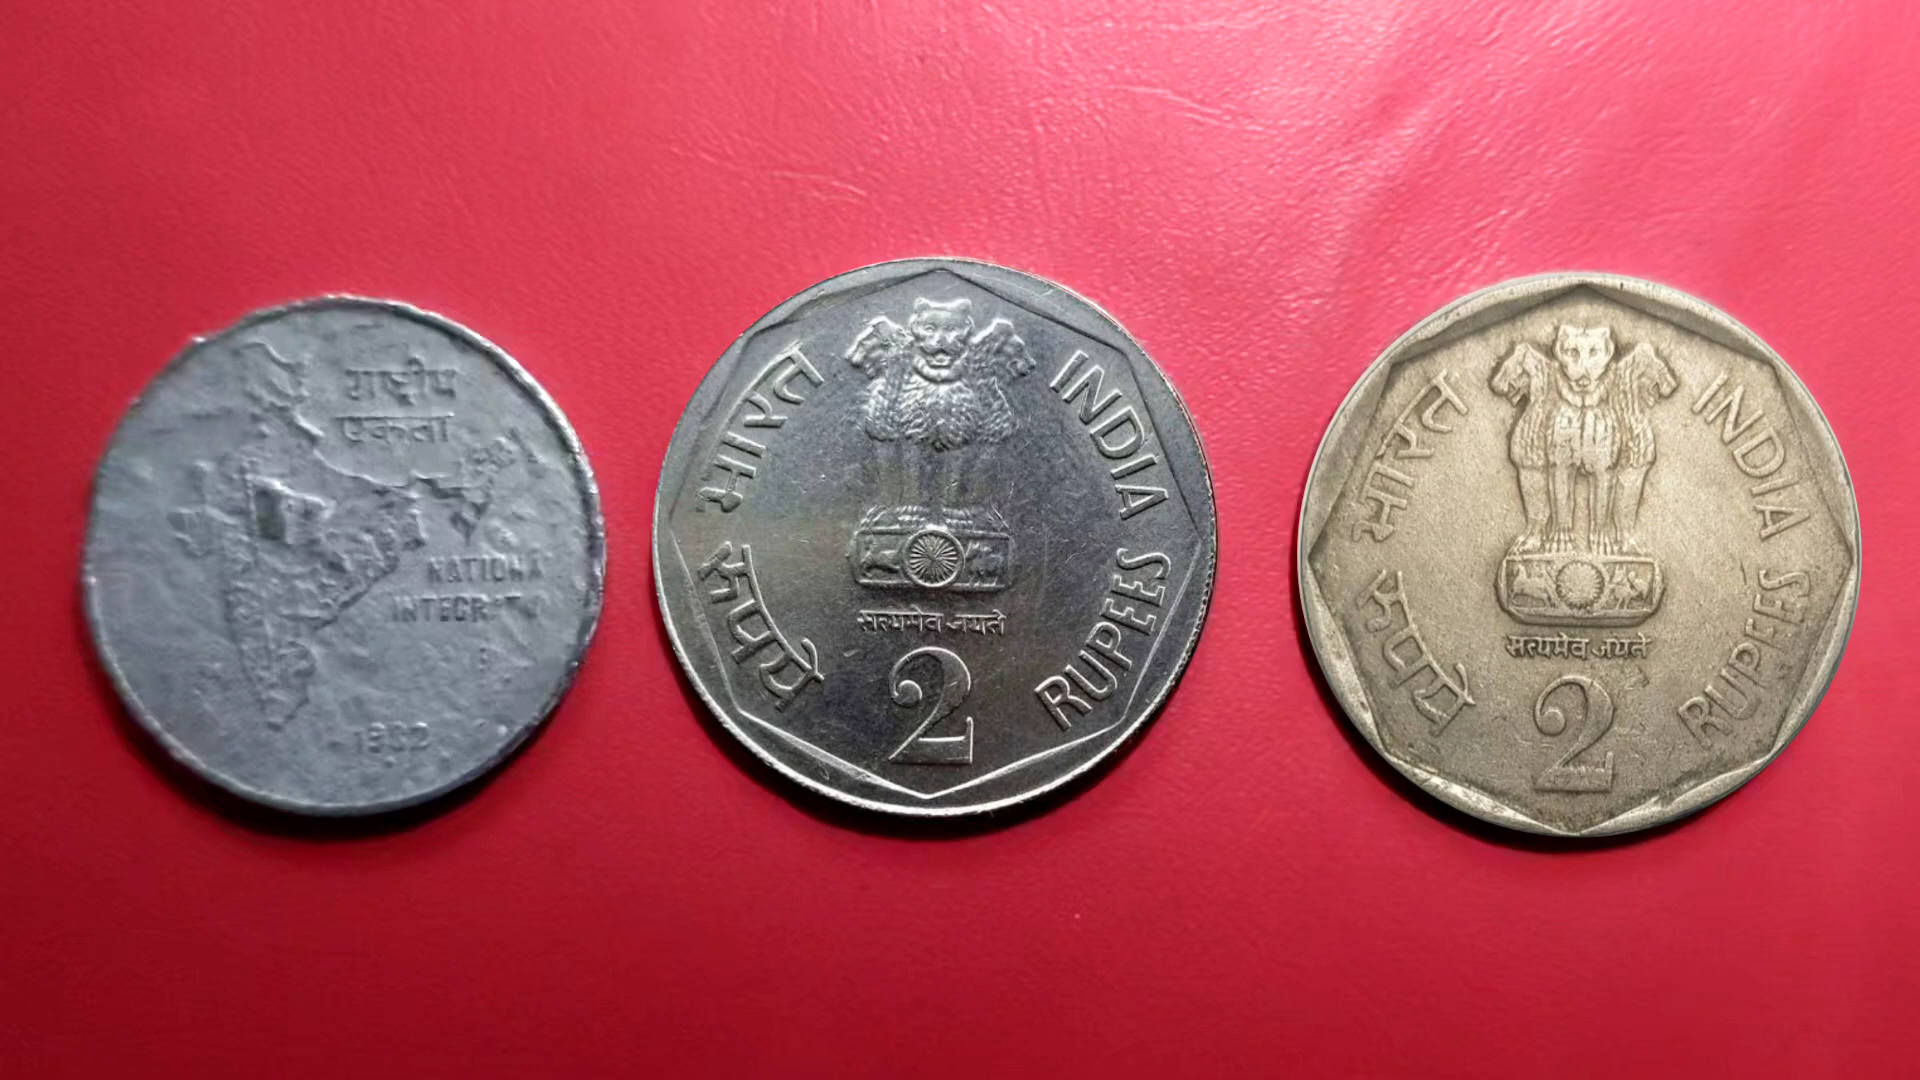 राष्ट्रीय
एकता
NATIONA
INTEGRAT
1982
भारत
INDIA
रूपये
RUPEES
सत्यमेव जयते
2
भारत
INDIA
रूपये
RUPEES
सत्यमेव जयते
2